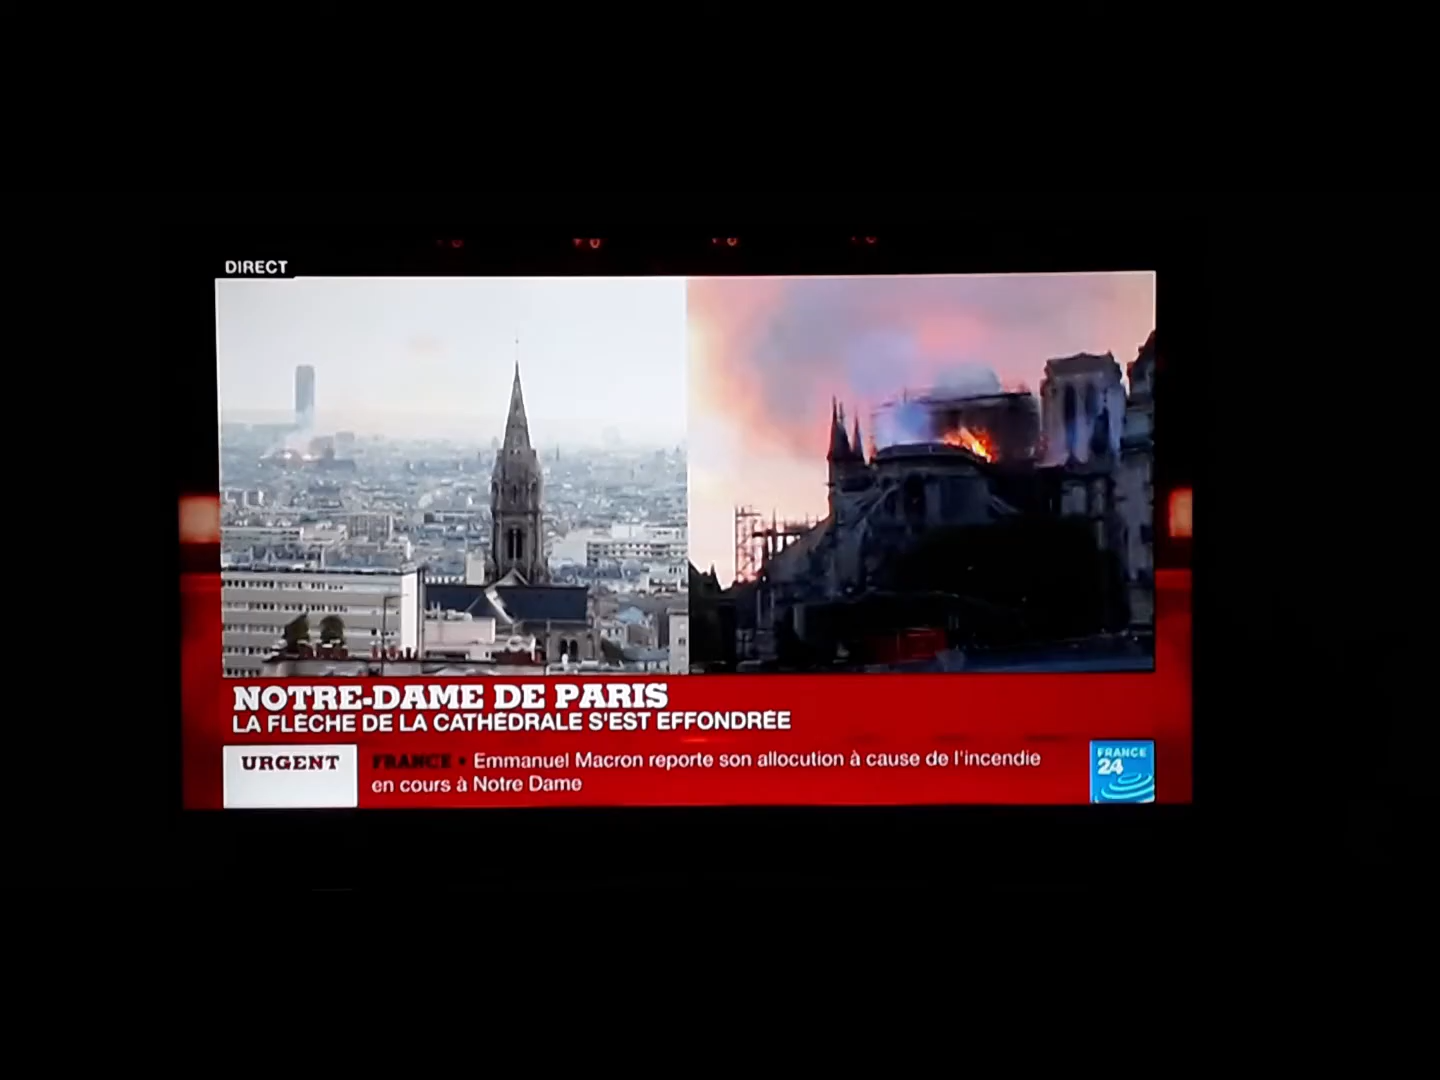 DIRECT
NOTRE-DAME DE PARIS
LA FLÈCHE DE LA CATHÉDRALE S'EST EFFONDRÉE
URGENT
FRANCE • Emmanuel Macron reporte son allocution à cause de l'incendie
en cours à Notre Dame
FRANCE
24